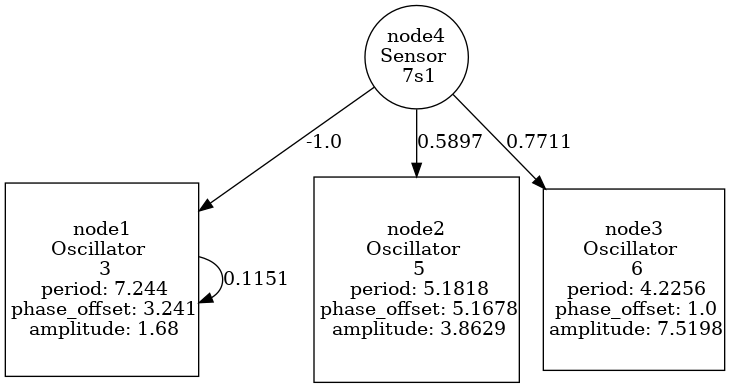 node4
Sensor
7s1
-1.0
0.5897
0.7711
node1
Oscillator
3
period: 7.244
phase_offset: 3.241
amplitude: 1.68
0.1151
node2
Oscillator
5
period: 5.1818
phase_offset: 5.1678
amplitude: 3.8629
node3
Oscillator
6
period: 4.2256
phase_offset: 1.0
amplitude: 7.5198